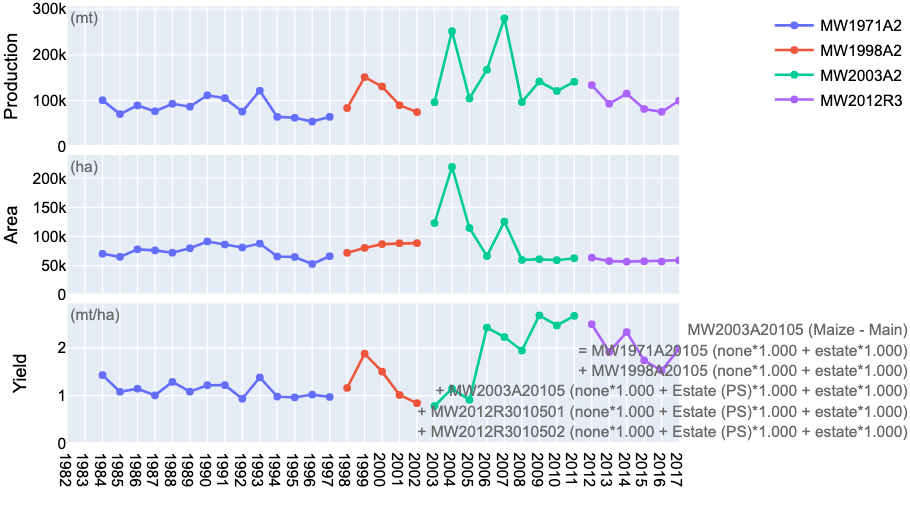 300k
(mt)
200k
100k
0
Production
MW1971A2
MW1998A2
MW2003A2
MW2012R3
(ha)
200k
150k
100k
50k
0
Area
(mt/ha)
2
1
0
Yield
MW2003A20105 (Maize - Main)
= MW1971A20105 (none*1.000 + estate*1.000)
+ MW1998A20105 (none*1.000 + estate*1.000)
+ MW2003A20105 (none*1.000 + Estate (PS)*1.000 + estate*1.000)
+ MW2012R3010501 (none*1.000 + Estate (PS)*1.000 + estate*1.000)
+ MW2012R3010502 (none*1.000 + Estate (PS)*1.000 + estate*1.000)
1982
1983
1984
1985
1986
1987
1988
1989
1990
1991
1992
1993
1994
1995
1996
1997
1998
1999
2000
2001
2002
2003
2004
2005
2006
2007
2008
2009
2010
2011
2012
2013
2014
2015
2016
2017